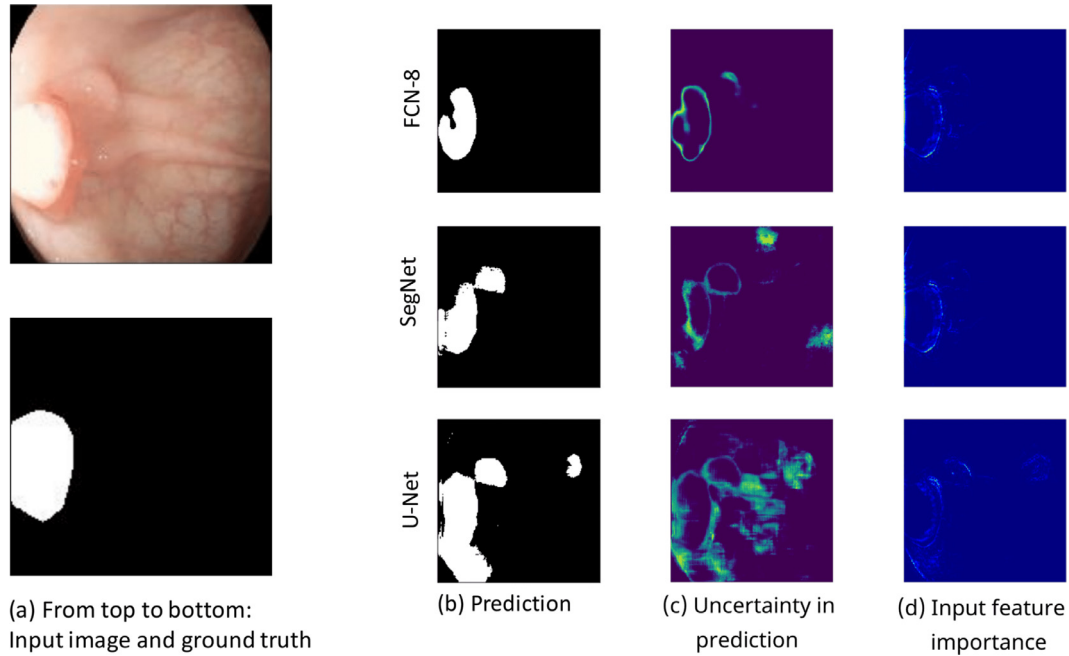 FCN-8
SegNet
U-Net
(a) From top to bottom:
Input image and ground truth
(b) Prediction
(c) Uncertainty in
prediction
(d) Input feature
importance